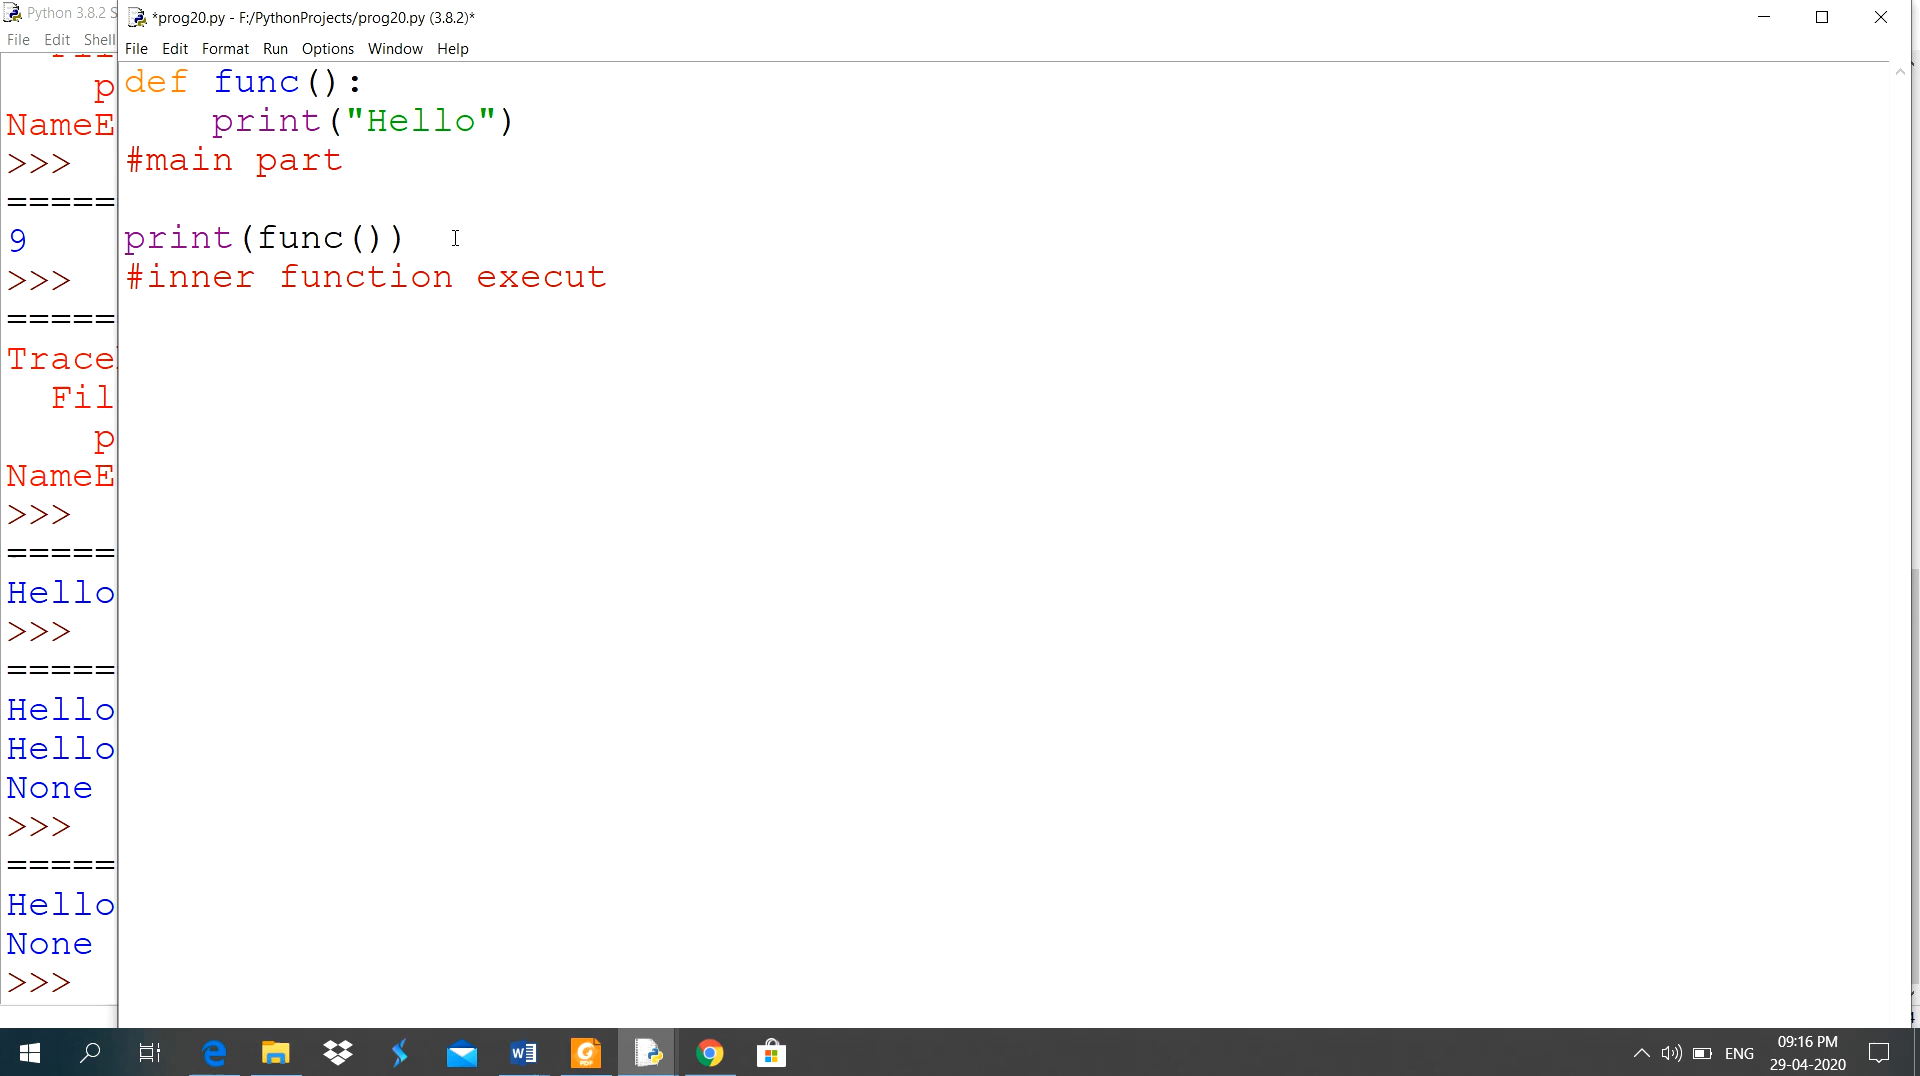 Python 3.8.2 S
File Edit Shell
p
NameE
>>>
=====
9
>>>
=====
Trace
Fil
p
NameE
>>>
=====
Hello
>>>
=====
Hello
Hello
None
>>>
=====
Hello
None
>>>
*prog20.py - F:/PythonProjects/prog20.py (3.8.2)*
File Edit Format Run Options Window Help
def func():
print("Hello")
#main part
print(func())
#inner function execut
ENG
09:16 PM
29-04-2020